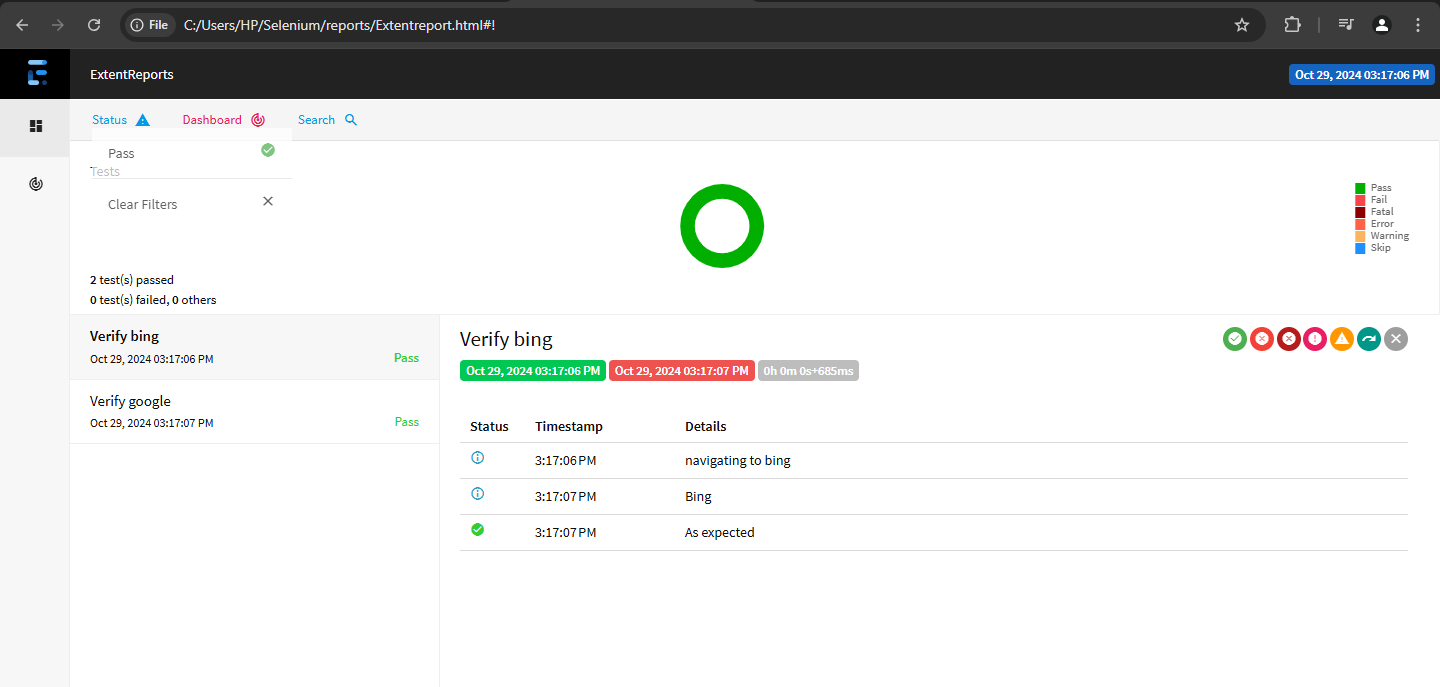 File C:/Users/HP/Selenium/reports/Extentreport.html#!
ExtentReports
Oct 29, 2024 03:17:06 PM
Status Dashboard Search
Pass
Tests
Clear Filters
Pass
Fail
Fatal
Error
Warning
Skip
2 test(s) passed
0 test(s) failed, 0 others
Verify bing
Oct 29, 2024 03:17:06 PM Pass
Verify google
Oct 29, 2024 03:17:07 PM Pass
Verify bing
Oct 29, 2024 03:17:06 PM Oct 29, 2024 03:17:07 PM 0h 0m 0s+685ms
Status Timestamp Details
3:17:06 PM navigating to bing
3:17:07 PM Bing
3:17:07 PM As expected